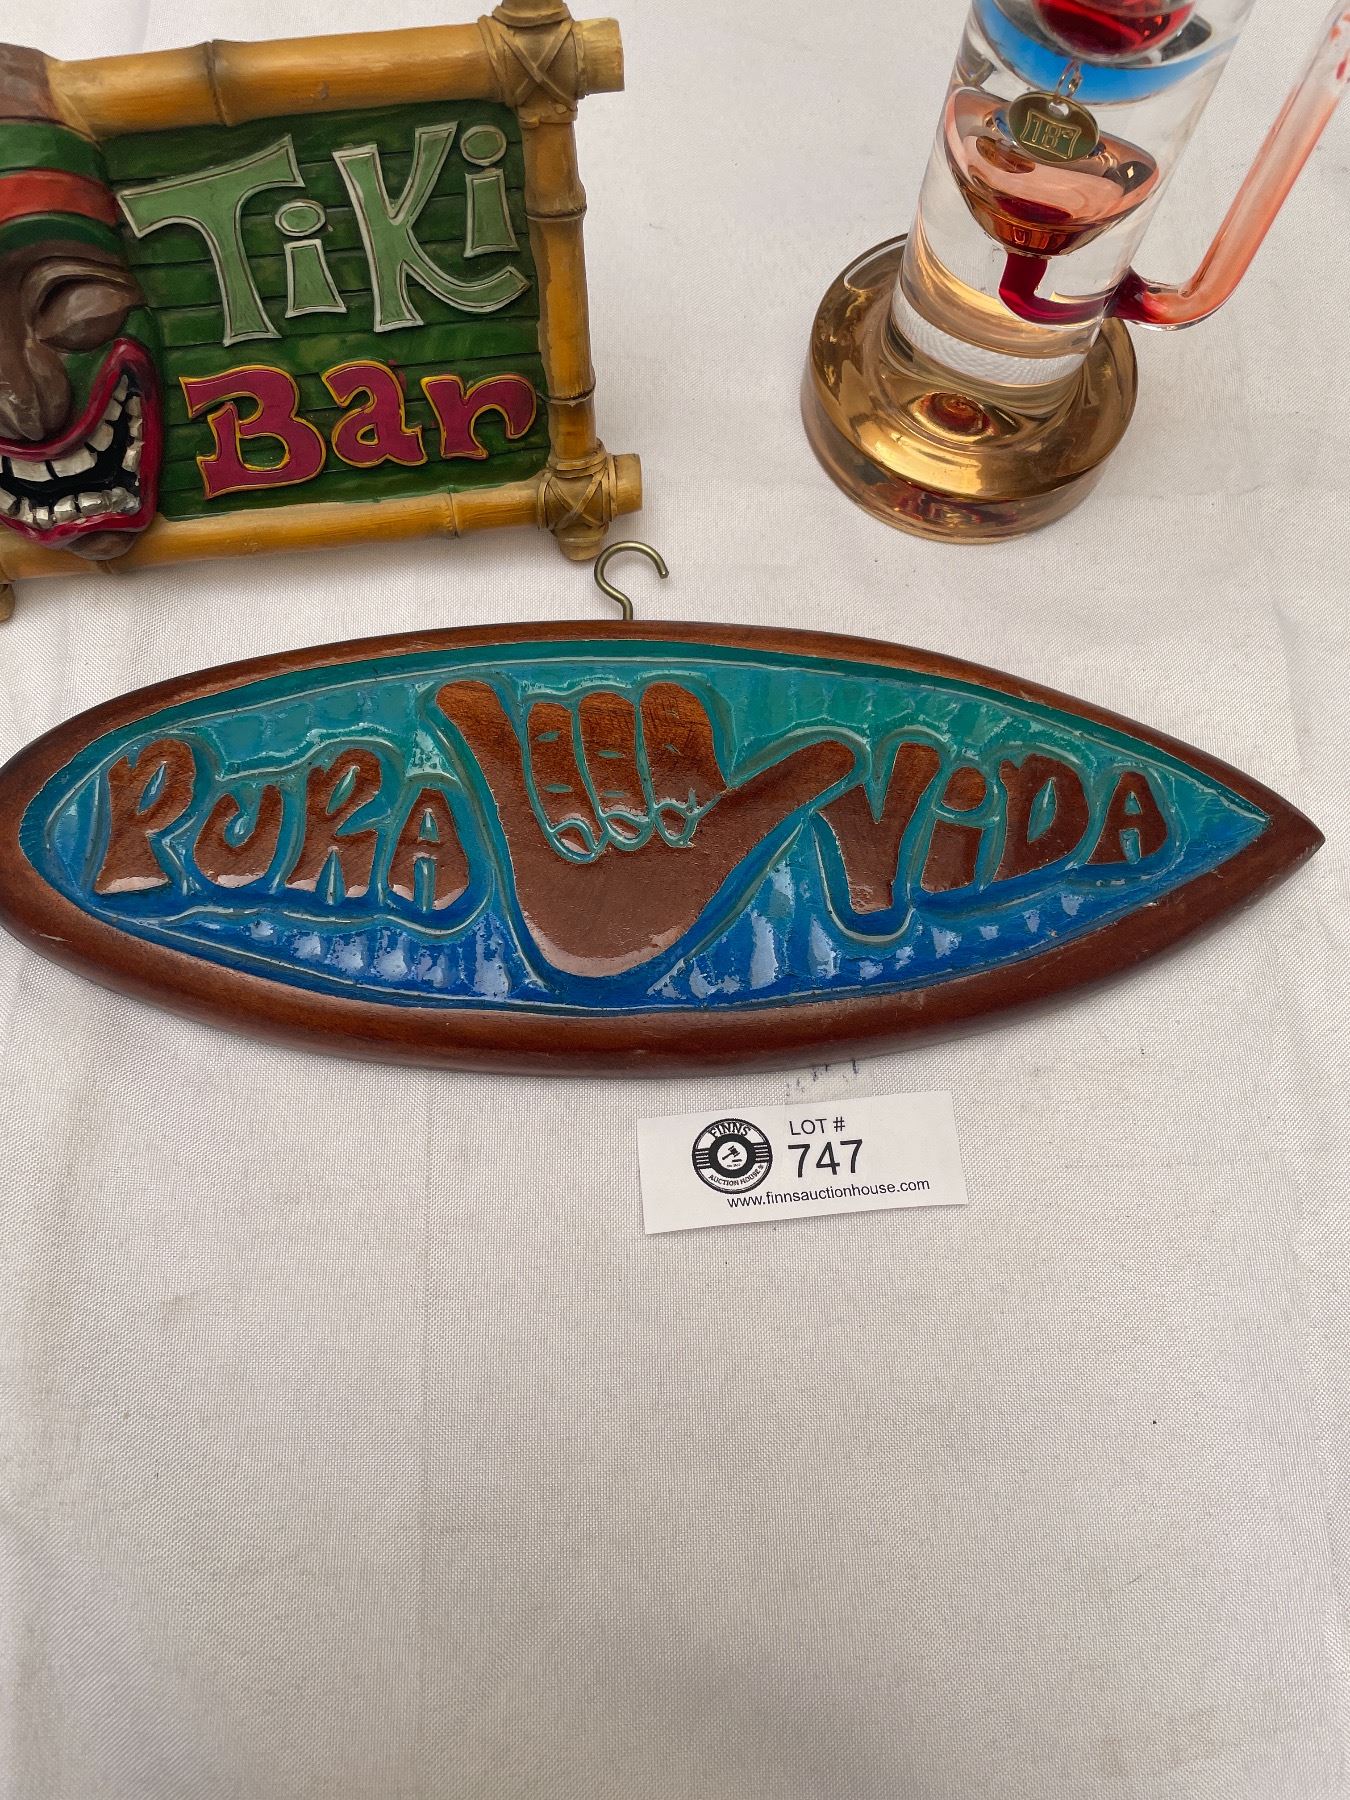 TiKi
Bar
PURA ViDA
FINNS
AUCTION HOUSE
LOT #
747
www.finnsauctionhouse.com